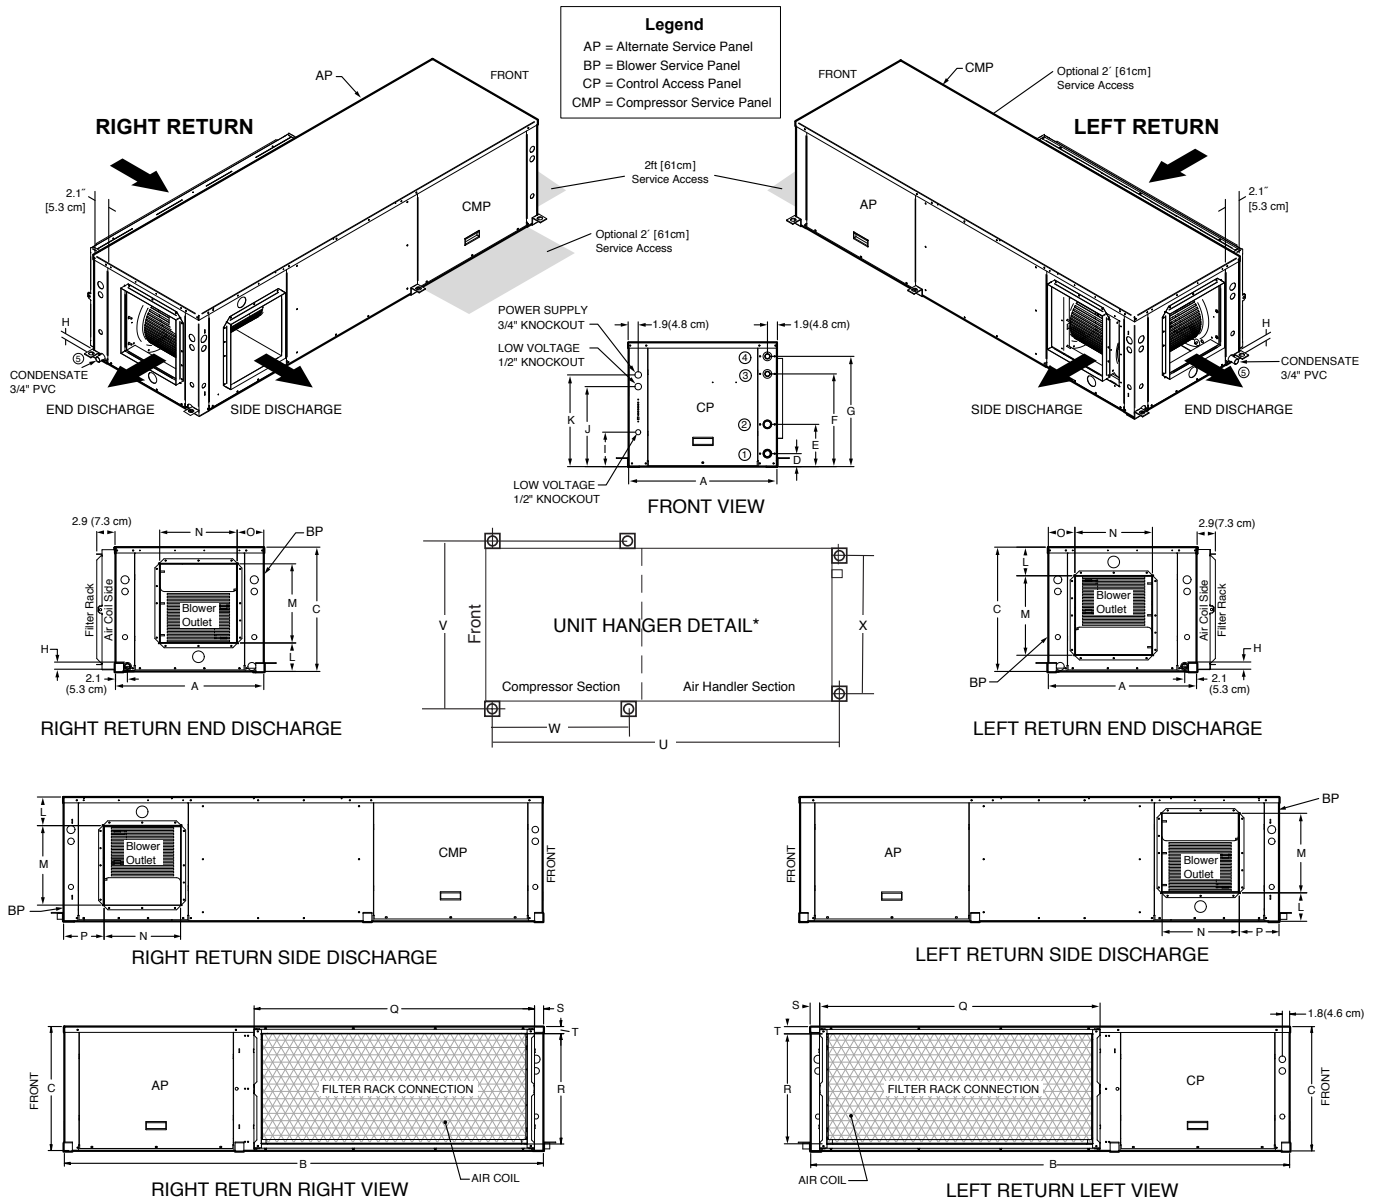 Legend
AP = Alternate Service Panel
BP = Blower Service Panel
CP = Control Access Panel
CMP = Compressor Service Panel
AP
FRONT
RIGHT RETURN
2.1"
[5.3 cm]
CMP
H
5
CONDENSATE
3/4" PVC
END DISCHARGE
SIDE DISCHARGE
2ft [61cm]
Service Access
Optional 2' [61cm]
Service Access
FRONT
CMP
Optional 2' [61cm]
Service Access
LEFT RETURN
2.1"
[5.3 cm]
AP
H
5
CONDENSATE
3/4" PVC
SIDE DISCHARGE
END DISCHARGE
POWER SUPPLY
3/4" KNOCKOUT
LOW VOLTAGE
1/2" KNOCKOUT
1.9(4.8 cm)
1.9(4.8 cm)
4
3
2
1
CP
K
J
I
D
E
F
G
A
LOW VOLTAGE
1/2" KNOCKOUT
FRONT VIEW
2.9 (7.3 cm)
N
O
BP
Filter Rack
Air Coil Side
Blower
Outlet
M
C
L
H
2.1
(5.3 cm)
A
RIGHT RETURN END DISCHARGE
V
Front
UNIT HANGER DETAIL*
X
Compressor Section
Air Handler Section
W
U
O
N
2.9(7.3 cm)
L
C
M
Blower
Outlet
Air Coil Side
Filter Rack
H
BP
2.1
(5.3 cm)
A
LEFT RETURN END DISCHARGE
L
M
Blower
Outlet
CMP
FRONT
BP
P
N
RIGHT RETURN SIDE DISCHARGE
FRONT
AP
Blower
Outlet
BP
M
L
N
P
LEFT RETURN SIDE DISCHARGE
Q
S
T
FRONT
C
AP
FILTER RACK CONNECTION
R
B
AIR COIL
RIGHT RETURN RIGHT VIEW
S
Q
T
1.8(4.6 cm)
R
FILTER RACK CONNECTION
CP
C
FRONT
B
AIR COIL
LEFT RETURN LEFT VIEW